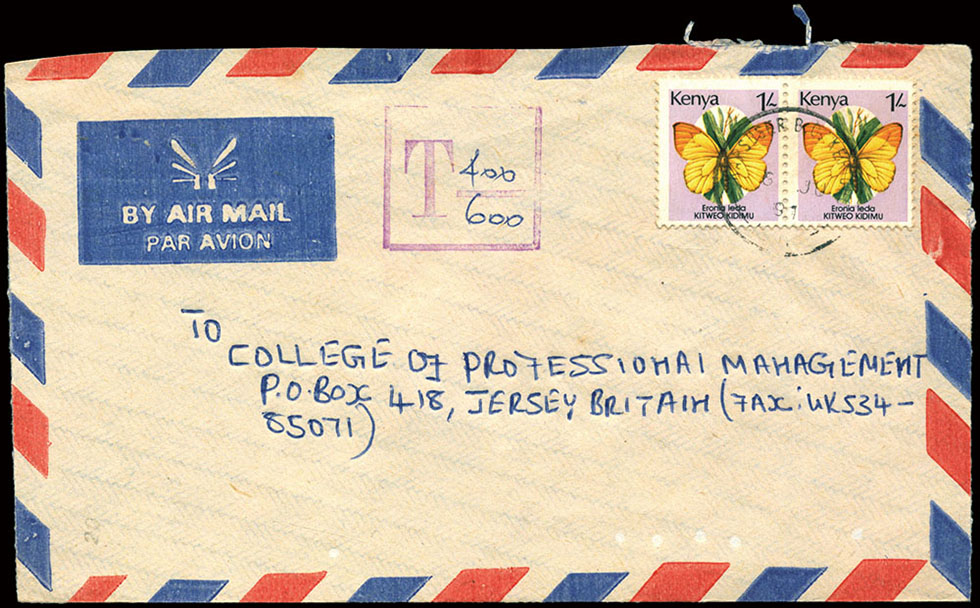 Kenya 1/- Kenya 1/-
Eronia leda Eronia leda
KITWEO KIDIMU KITWEO KIDIMU
BY AIR MAIL
PAR AVION
T 400
600
TO
COLLEGE OF PROFESSIONAL MANAGEMENT
P.O.BOX 418, JERSEY BRITAIN (FAX: UK534-
85071)